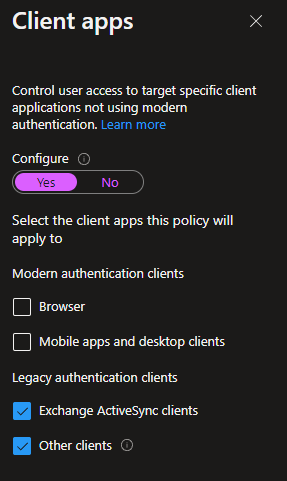 Client apps
Control user access to target specific client
applications not using modern
authentication. Learn more
Configure
Yes No
Select the client apps this policy will
apply to
Modern authentication clients
Browser
Mobile apps and desktop clients
Legacy authentication clients
Exchange ActiveSync clients
Other clients